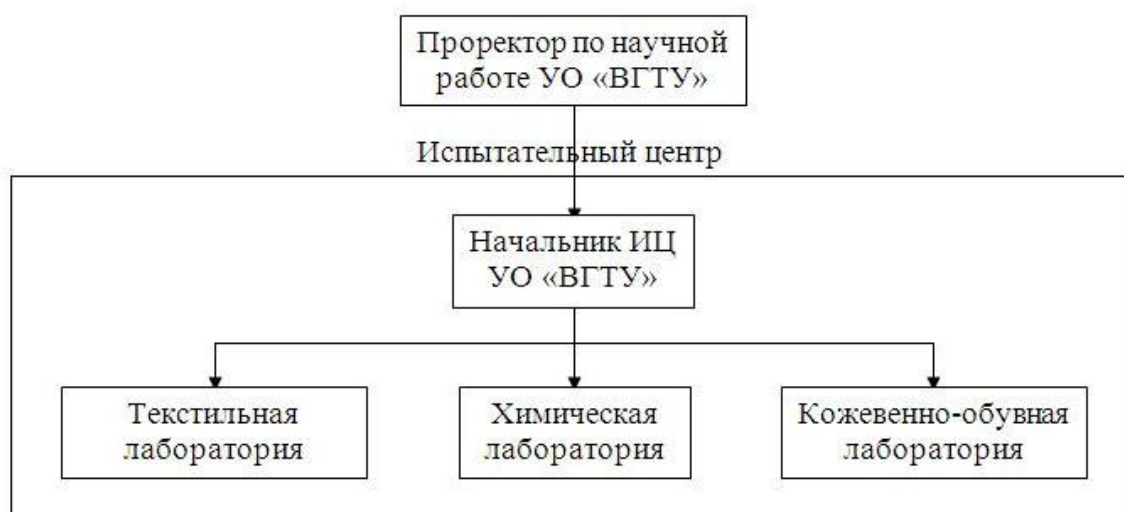 Проректор по научной
работе УО «ВГТУ»
Испытательный центр
Начальник ИЦ
УО «ВГТУ»
Текстильная
лаборатория
Химическая
лаборатория
Кожевенно-обувная
лаборатория